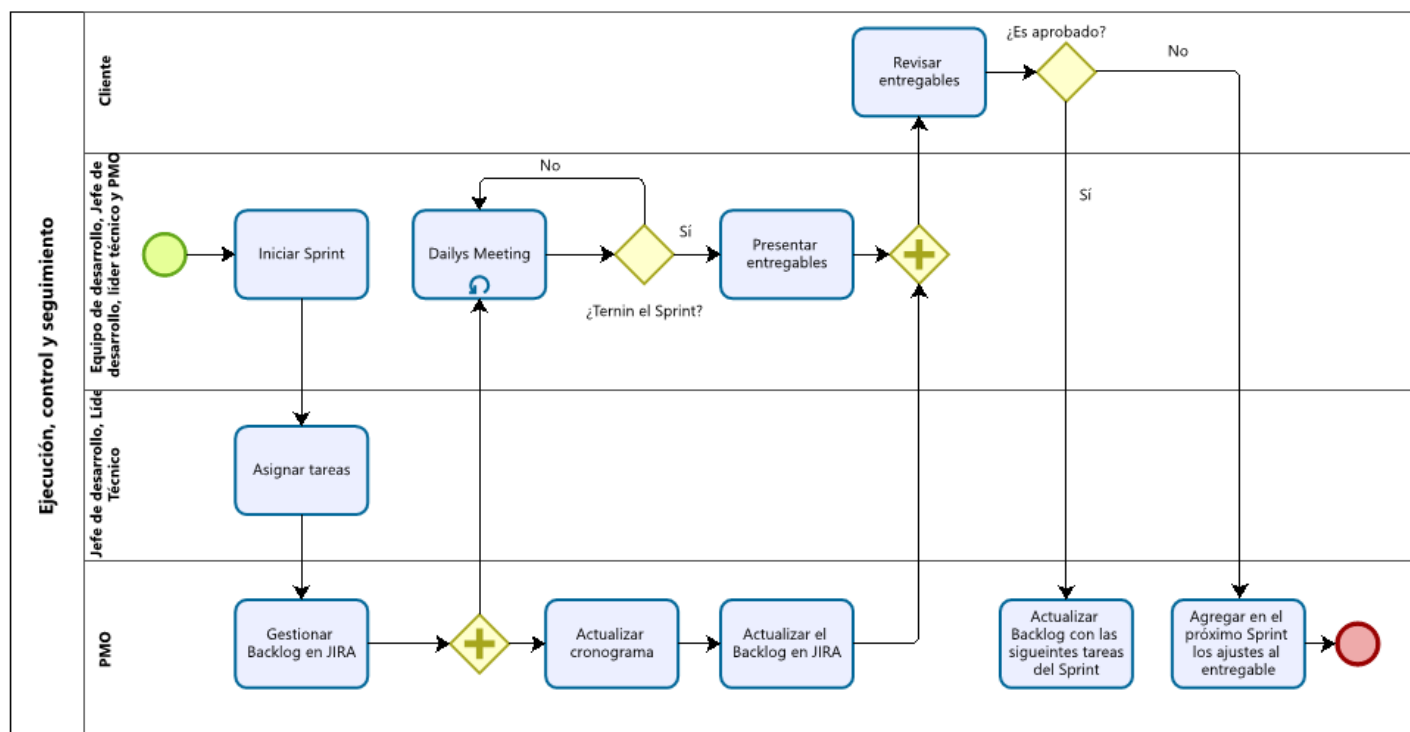 Ejecución, control y seguimiento
Cliente
Revisar
entregables
¿Es aprobado?
No
Sí
Equipo de desarrollo, Jefe de
desarrollo, líder técnico y PMO
Iniciar Sprint
Dailys Meeting
No
Sí
¿Ternin el Sprint?
Presentar
entregables
Jefe de desarrollo, Líde
Técnico
Asignar tareas
PMO
Gestionar
Backlog en JIRA
Actualizar
cronograma
Actualizar el
Backlog en JIRA
Actualizar
Backlog con las
sigueintes tareas
del Sprint
Agregar en el
próximo Sprint
los ajustes al
entregable